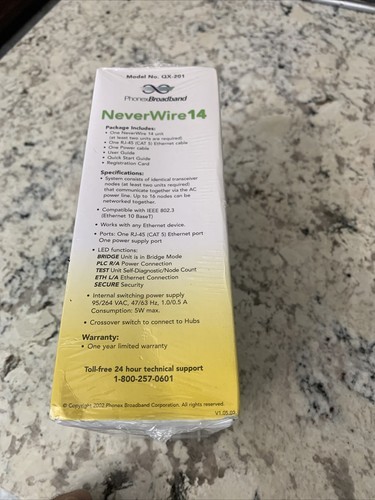 Model No. QX-201
PhonexBroadband
NeverWire14
Package Includes:
• One NeverWire 14 unit
(at least two units are required)
• One RJ-45 (CAT 5) Ethernet cable
• One Power cable
• User Guide
• Quick Start Guide
• Registration Card
Specifications:
• System consists of identical transceiver
nodes (at least two units required)
that communicate together via the AC
power line. Up to 16 nodes can be
networked together.
• Compatible with IEEE 802.3
(Ethernet 10 BaseT)
• Works with any Ethernet device.
• Ports: One RJ-45 (CAT 5) Ethernet port
One power supply port
• LED functions:
BRIDGE Unit is in Bridge Mode
PLC R/A Power Connection
TEST Unit Self-Diagnostic/Node Count
ETH L/A Ethernet Connection
SECURE Security
• Internal switching power supply
95/264 VAC, 47/63 Hz, 1.0/0.5 A
Consumption: 5W max.
• Crossover switch to connect to Hubs
Warranty:
• One year limited warranty
Toll-free 24 hour technical support
1-800-257-0601
© Copyright 2002 Phonex Broadband Corporation. All rights reserved.